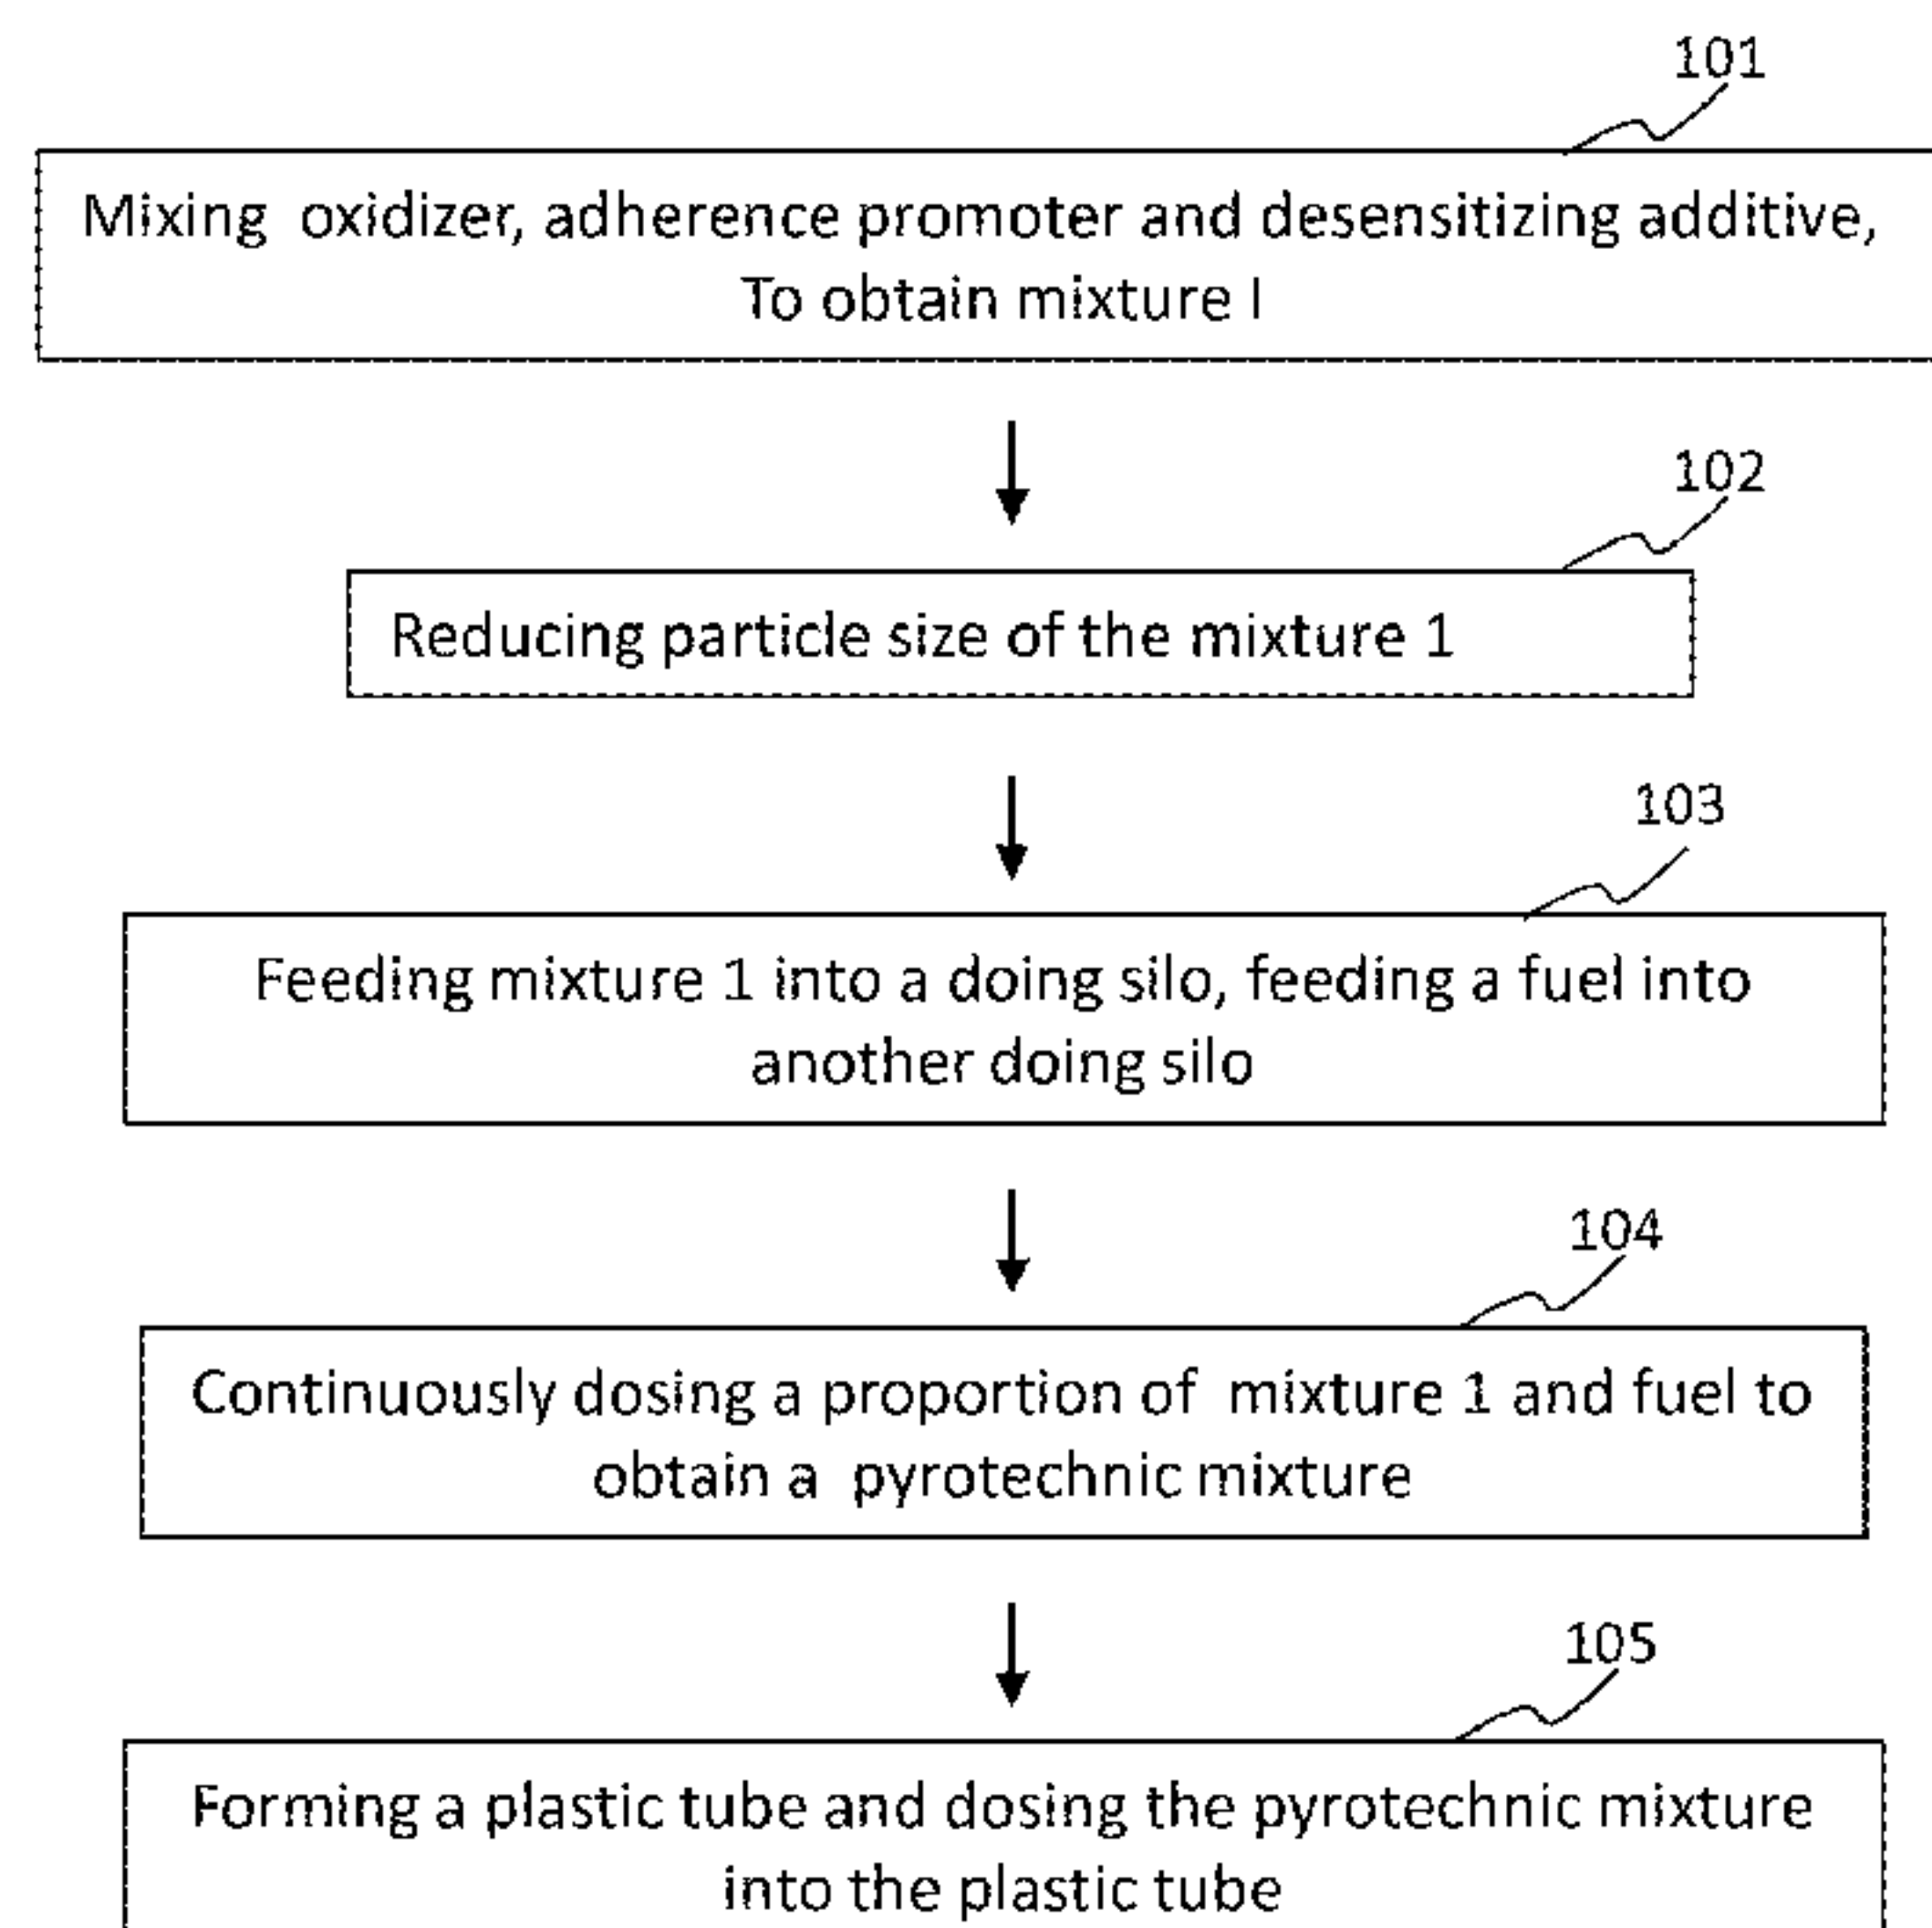 101
Mixing oxidizer, adherence promoter and desensitizing additive,
To obtain mixture I
102
Reducing particle size of the mixture 1
103
Feeding mixture 1 into a doing silo, feeding a fuel into
another doing silo
104
Continuously dosing a proportion of mixture 1 and fuel to
obtain a pyrotechnic mixture
105
Forming a plastic tube and dosing the pyrotechnic mixture
into the plastic tube